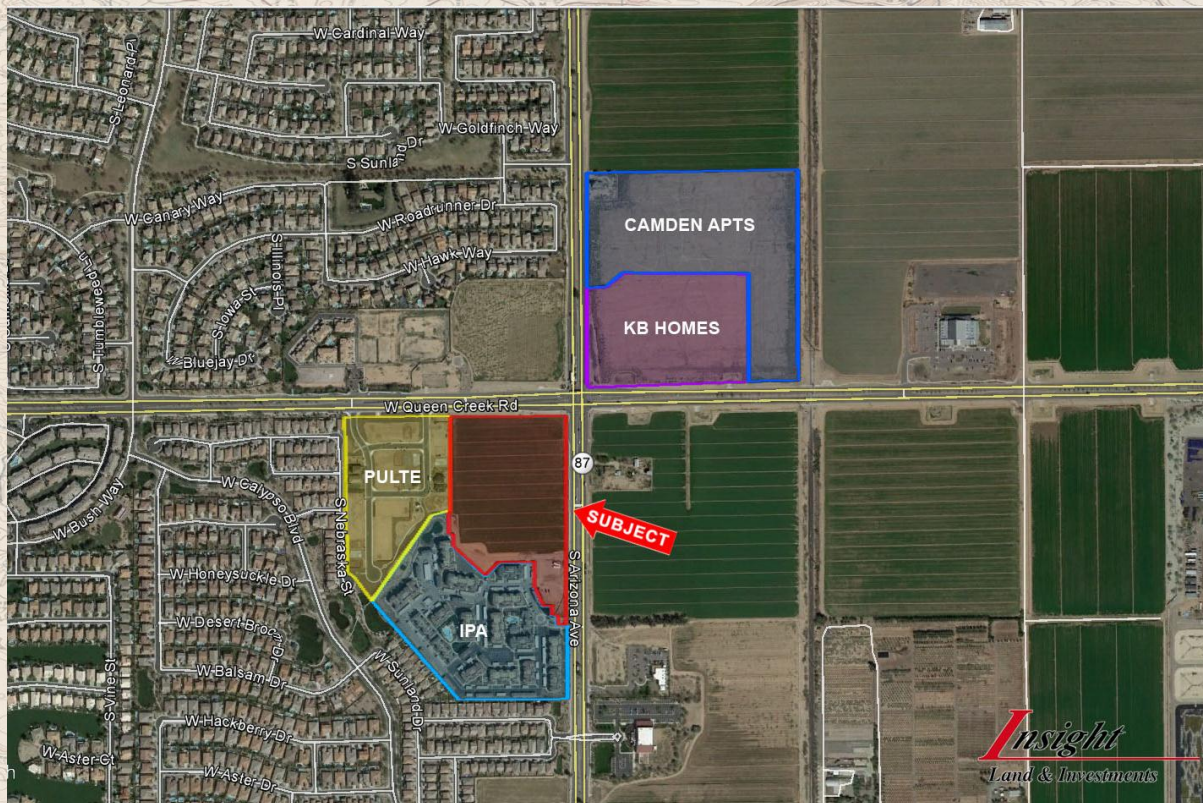 W Cardinal Way
S Leonard Pl
W Goldfinch Way
S Sunland Dr
W Canary Way
W Roadrunner Dr
CAMDEN APTS
S Illinois Pl
W Hawk Way
S Tumbleweed Ln
S Iowa St
KB HOMES
W Bluejay Dr
W Queen Creek Rd
87
PULTE
W Calypso Blvd
W Bush Way
S Nebraska St
SUBJECT
S Arizona Ave
W Honeysuckle Dr
IPA
W Desert Broom Dr
W Balsam Dr
W Sunland Dr
S Vine St
W Hackberry Dr
W Aster Ct
W Aster Dr
Insight
Land & Investments